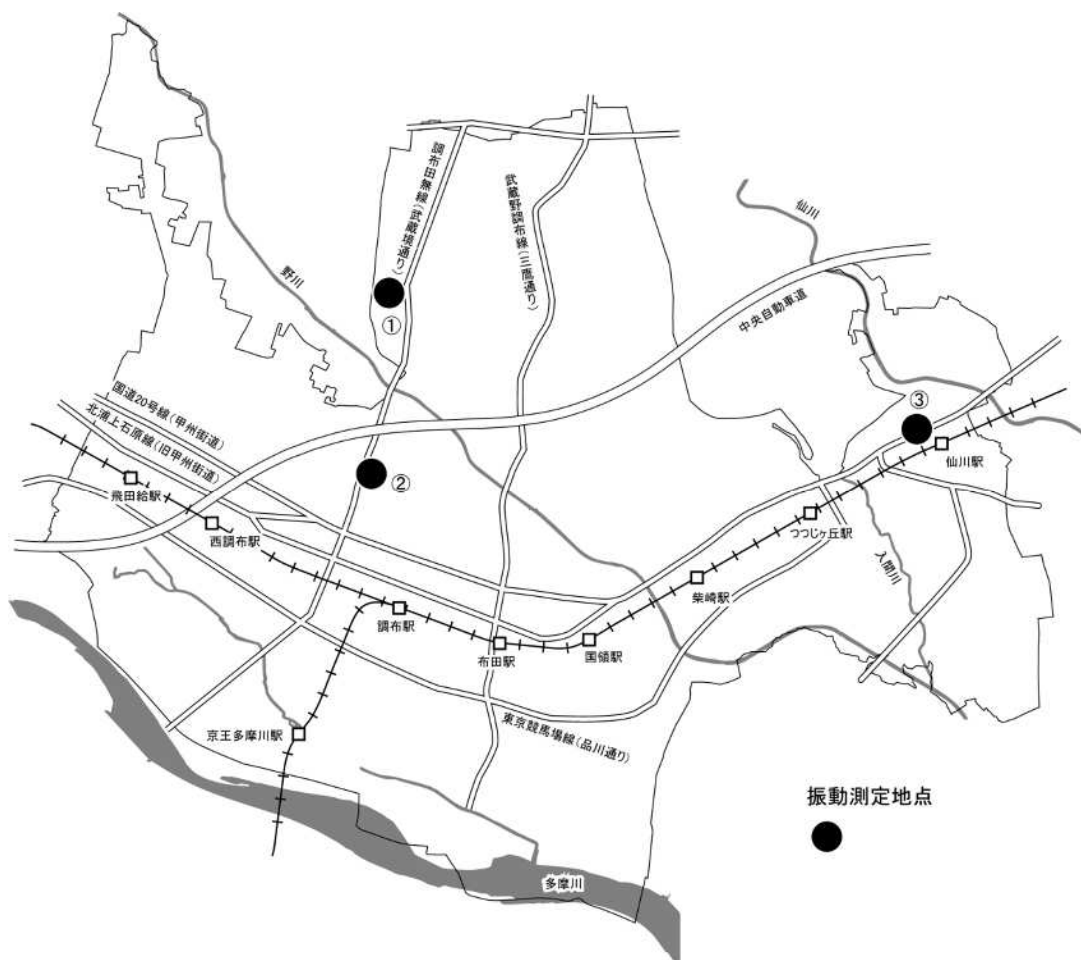 調布田無線(武蔵境通り)
武蔵野調布線(三鷹通り)
仙川
野川
①
中央自動車道
国道20号線(甲州街道)
北浦上石原線(旧甲州街道)
③
仙川駅
②
飛田給駅
西調布駅
つつじヶ丘駅
入間川
柴崎駅
調布駅
布田駅
国領駅
京王多摩川駅
東京競馬場線(品川通り)
振動測定地点
多摩川